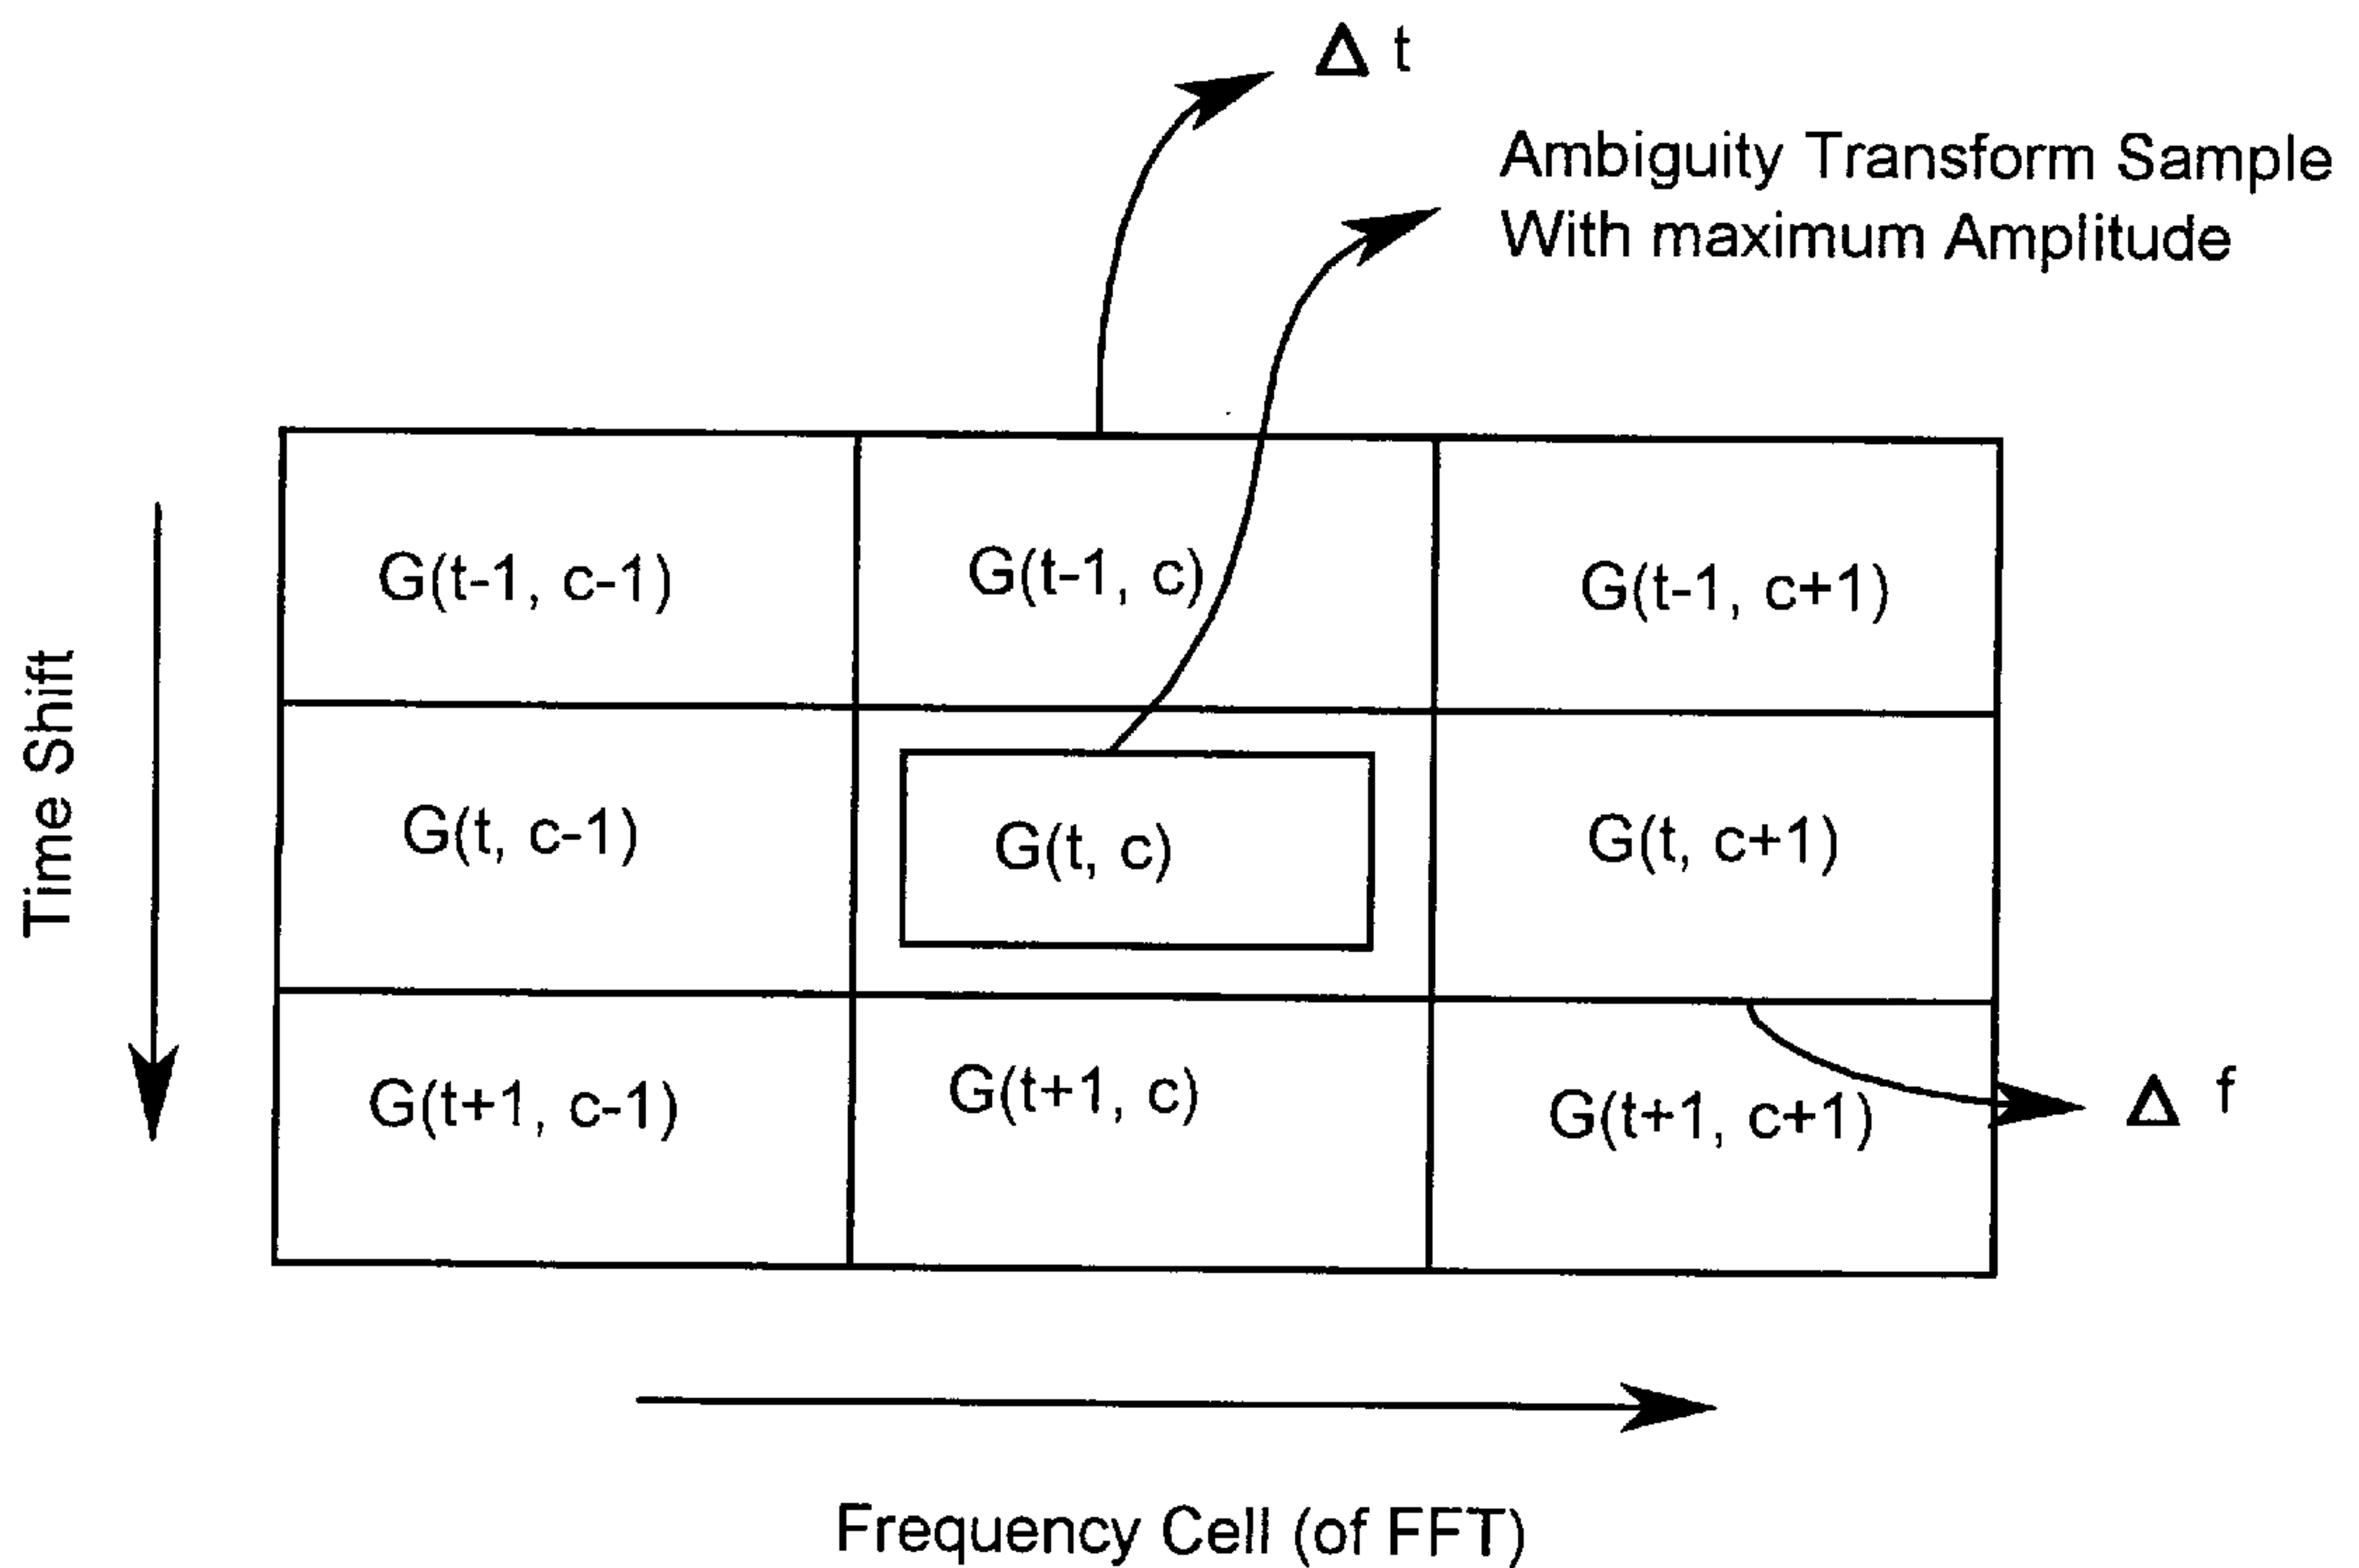 Δ t
Ambiguity Transform Sample
With maximum Amplitude
G(t-1, c-1)
G(t-1, c)
G(t-1, c+1)
Time Shift
G(t, c-1)
G(t, c)
G(t, c+1)
G(t+1, c-1)
G(t+1, c)
G(t+1, c+1)
Δ f
Frequency Cell (of FFT)